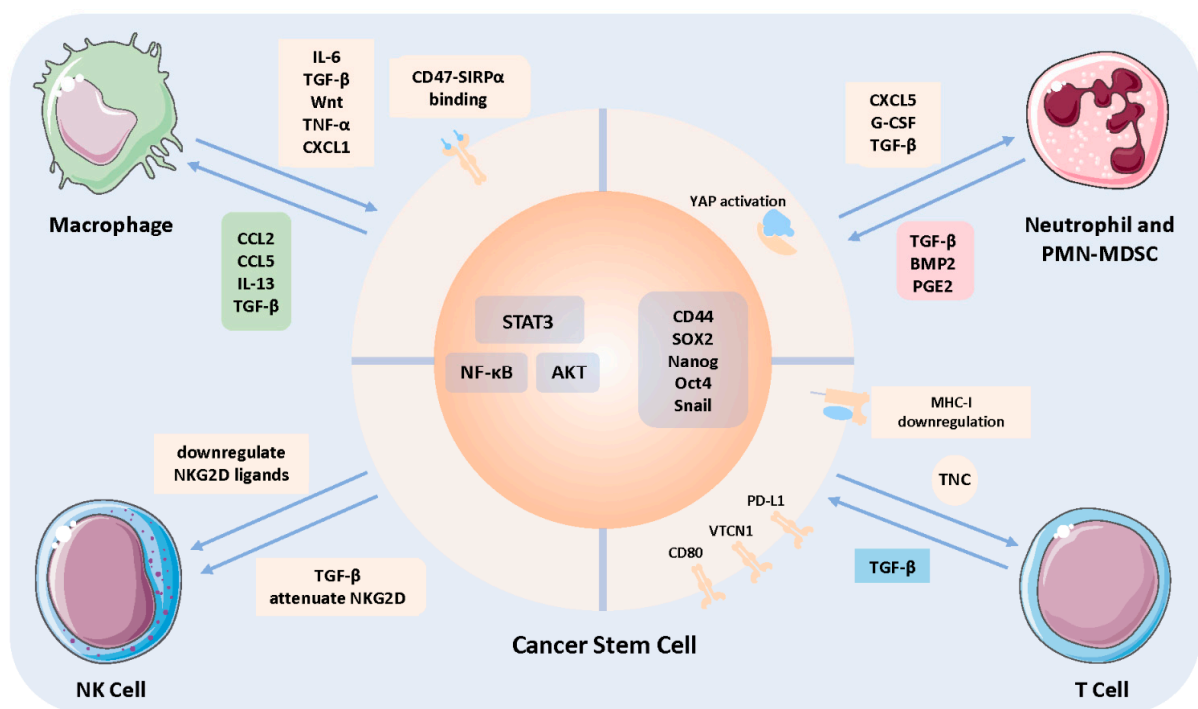 IL-6
TGF-β
Wnt
TNF-α
CXCL1
CD47-SIRPα
binding
Macrophage
CCL2
CCL5
IL-13
TGF-β
CXCL5
G-CSF
TGF-β
YAP activation
Neutrophil and
PMN-MDSC
TGF-β
BMP2
PGE2
STAT3
NF-κB
AKT
CD44
SOX2
Nanog
Oct4
Snail
MHC-I
downregulation
downregulate
NKG2D ligands
TGF-β
attenuate NKG2D
NK Cell
TNC
PD-L1
VTCN1
CD80
TGF-β
T Cell
Cancer Stem Cell